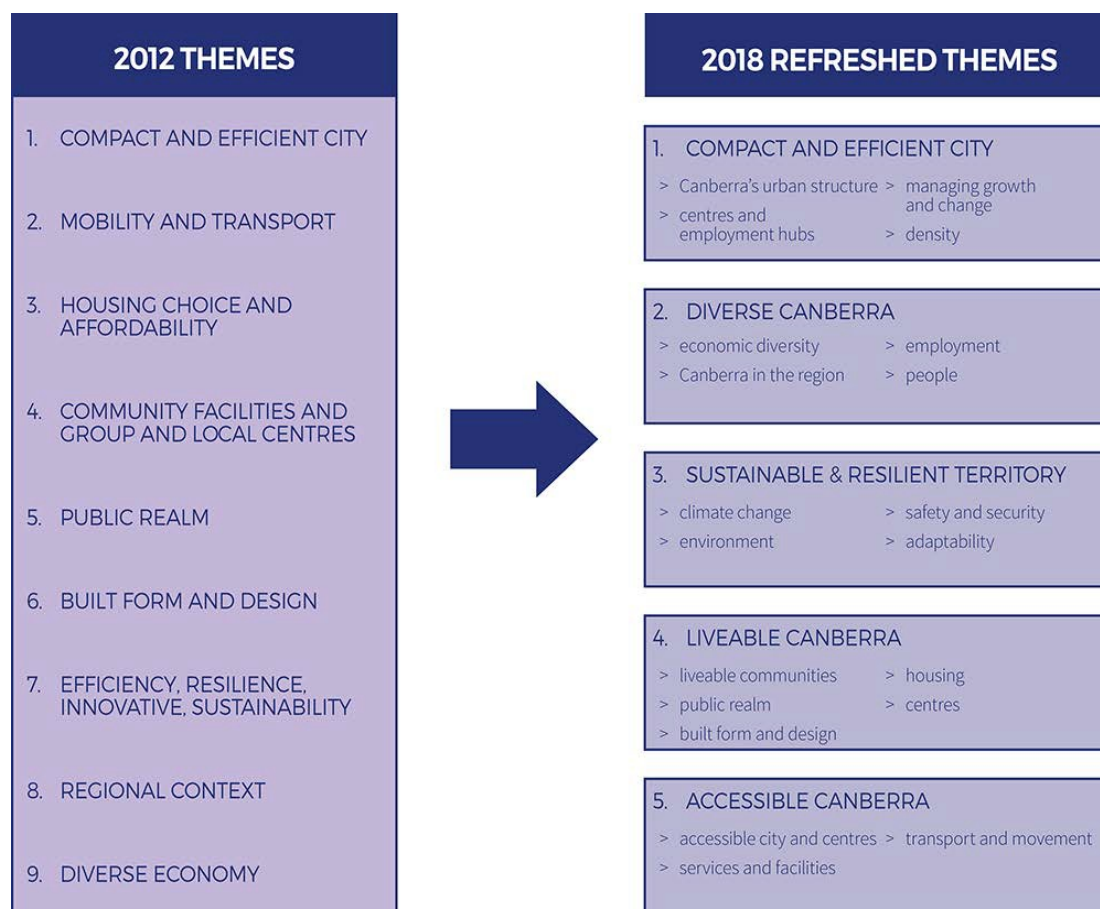 2012 THEMES
1. COMPACT AND EFFICIENT CITY
2. MOBILITY AND TRANSPORT
3. HOUSING CHOICE AND
AFFORDABILITY
4. COMMUNITY FACILITIES AND
GROUP AND LOCAL CENTRES
5. PUBLIC REALM
6. BUILT FORM AND DESIGN
7. EFFICIENCY, RESILIENCE,
INNOVATIVE, SUSTAINABILITY
8. REGIONAL CONTEXT
9. DIVERSE ECONOMY
2018 REFRESHED THEMES
1. COMPACT AND EFFICIENT CITY
> Canberra's urban structure
> centres and
employment hubs
> managing growth
and change
> density
2. DIVERSE CANBERRA
> economic diversity
> Canberra in the region
> employment
> people
3. SUSTAINABLE & RESILIENT TERRITORY
> climate change
> environment
> safety and security
> adaptability
4. LIVEABLE CANBERRA
> liveable communities
> public realm
> built form and design
> housing
> centres
5. ACCESSIBLE CANBERRA
> accessible city and centres
> services and facilities
> transport and movement